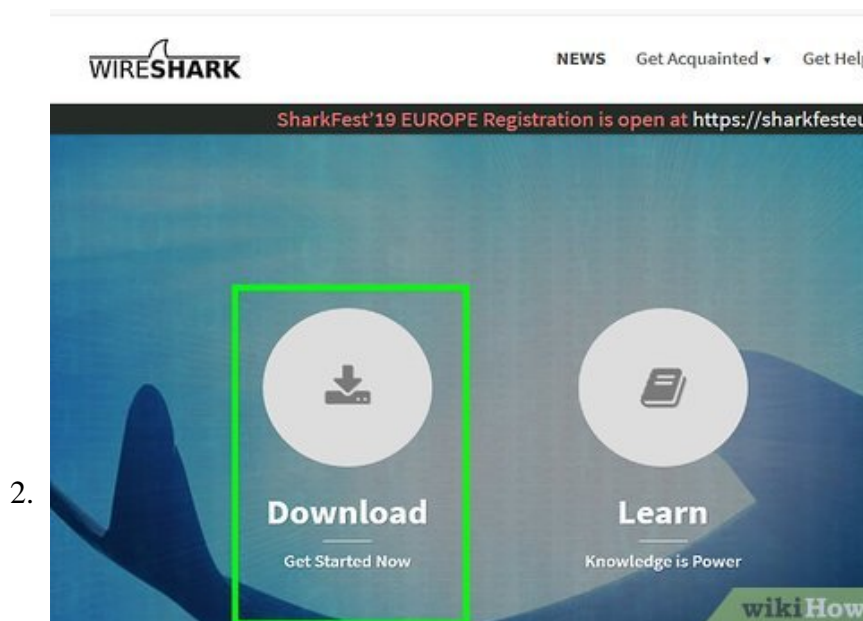 WIRESHARK
NEWS Get Acquainted ▾ Get Help
SharkFest'19 EUROPE Registration is open at https://sharkfesteu
2.
Download
Learn
Get Started Now
Knowledge is Power
wikiHow